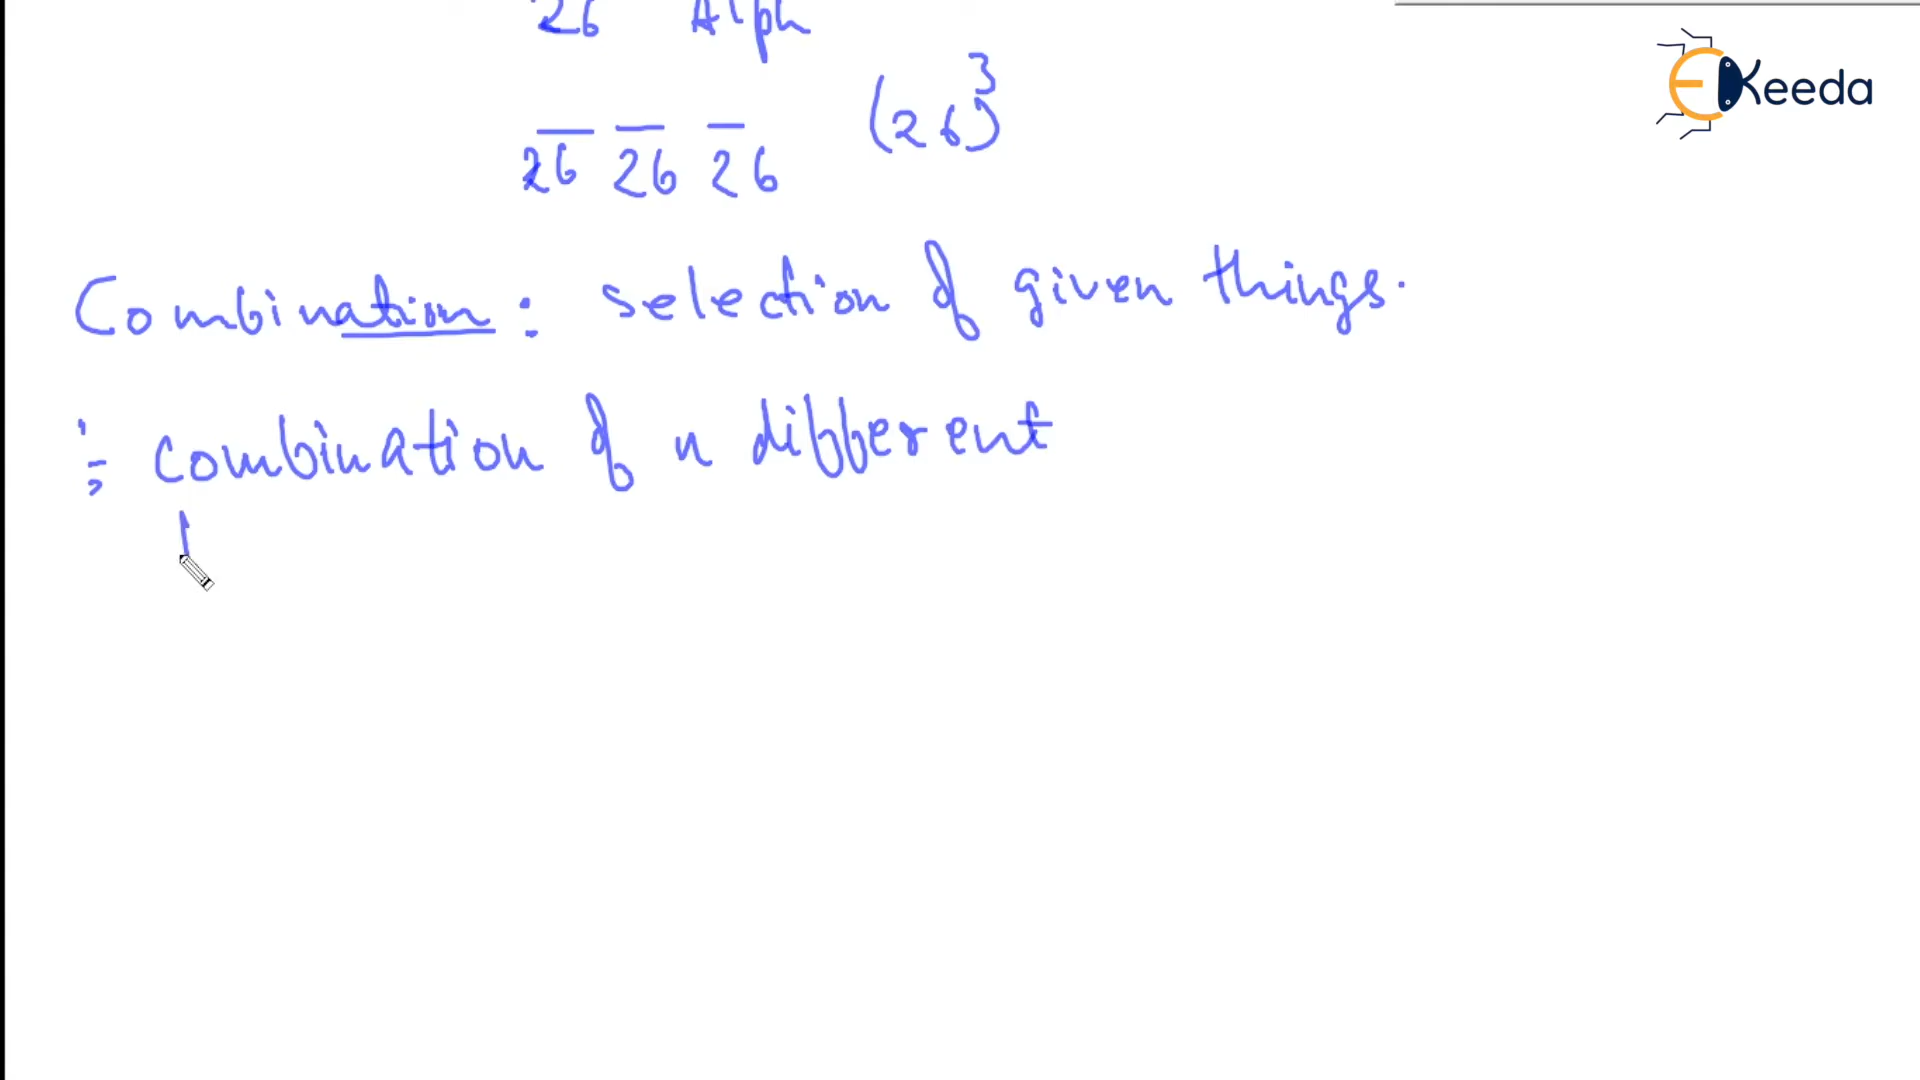 26 Alph
26 26 26 (26)³
Keeda
Combination : selection of given things.
:= combination of n different